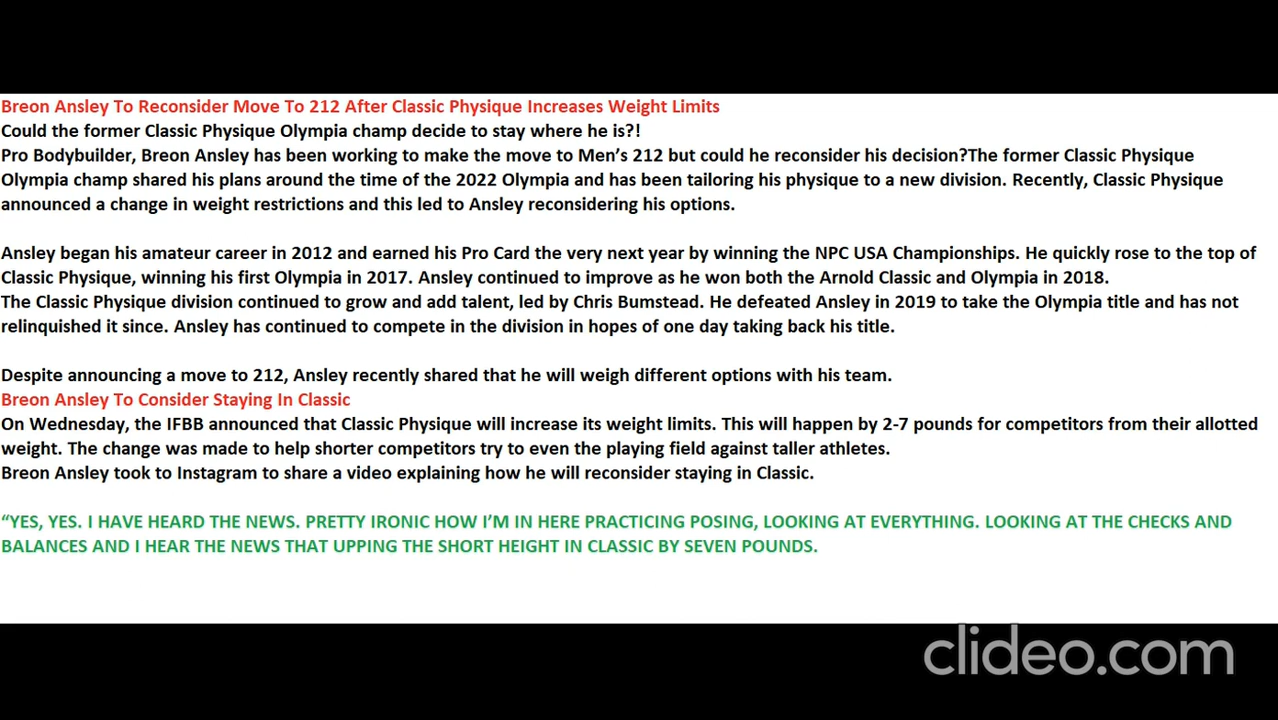 Breon Ansley To Reconsider Move To 212 After Classic Physique Increases Weight Limits
Could the former Classic Physique Olympia champ decide to stay where he is?!
Pro Bodybuilder, Breon Ansley has been working to make the move to Men’s 212 but could he reconsider his decision?The former Classic Physique
Olympia champ shared his plans around the time of the 2022 Olympia and has been tailoring his physique to a new division. Recently, Classic Physique
announced a change in weight restrictions and this led to Ansley reconsidering his options.
Ansley began his amateur career in 2012 and earned his Pro Card the very next year by winning the NPC USA Championships. He quickly rose to the top of
Classic Physique, winning his first Olympia in 2017. Ansley continued to improve as he won both the Arnold Classic and Olympia in 2018.
The Classic Physique division continued to grow and add talent, led by Chris Bumstead. He defeated Ansley in 2019 to take the Olympia title and has not
relinquished it since. Ansley has continued to compete in the division in hopes of one day taking back his title.
Despite announcing a move to 212, Ansley recently shared that he will weigh different options with his team.
Breon Ansley To Consider Staying In Classic
On Wednesday, the IFBB announced that Classic Physique will increase its weight limits. This will happen by 2-7 pounds for competitors from their allotted
weight. The change was made to help shorter competitors try to even the playing field against taller athletes.
Breon Ansley took to Instagram to share a video explaining how he will reconsider staying in Classic.
“YES, YES. I HAVE HEARD THE NEWS. PRETTY IRONIC HOW I’M IN HERE PRACTICING POSING, LOOKING AT EVERYTHING. LOOKING AT THE CHECKS AND
BALANCES AND I HEAR THE NEWS THAT UPPING THE SHORT HEIGHT IN CLASSIC BY SEVEN POUNDS.
clideo.com